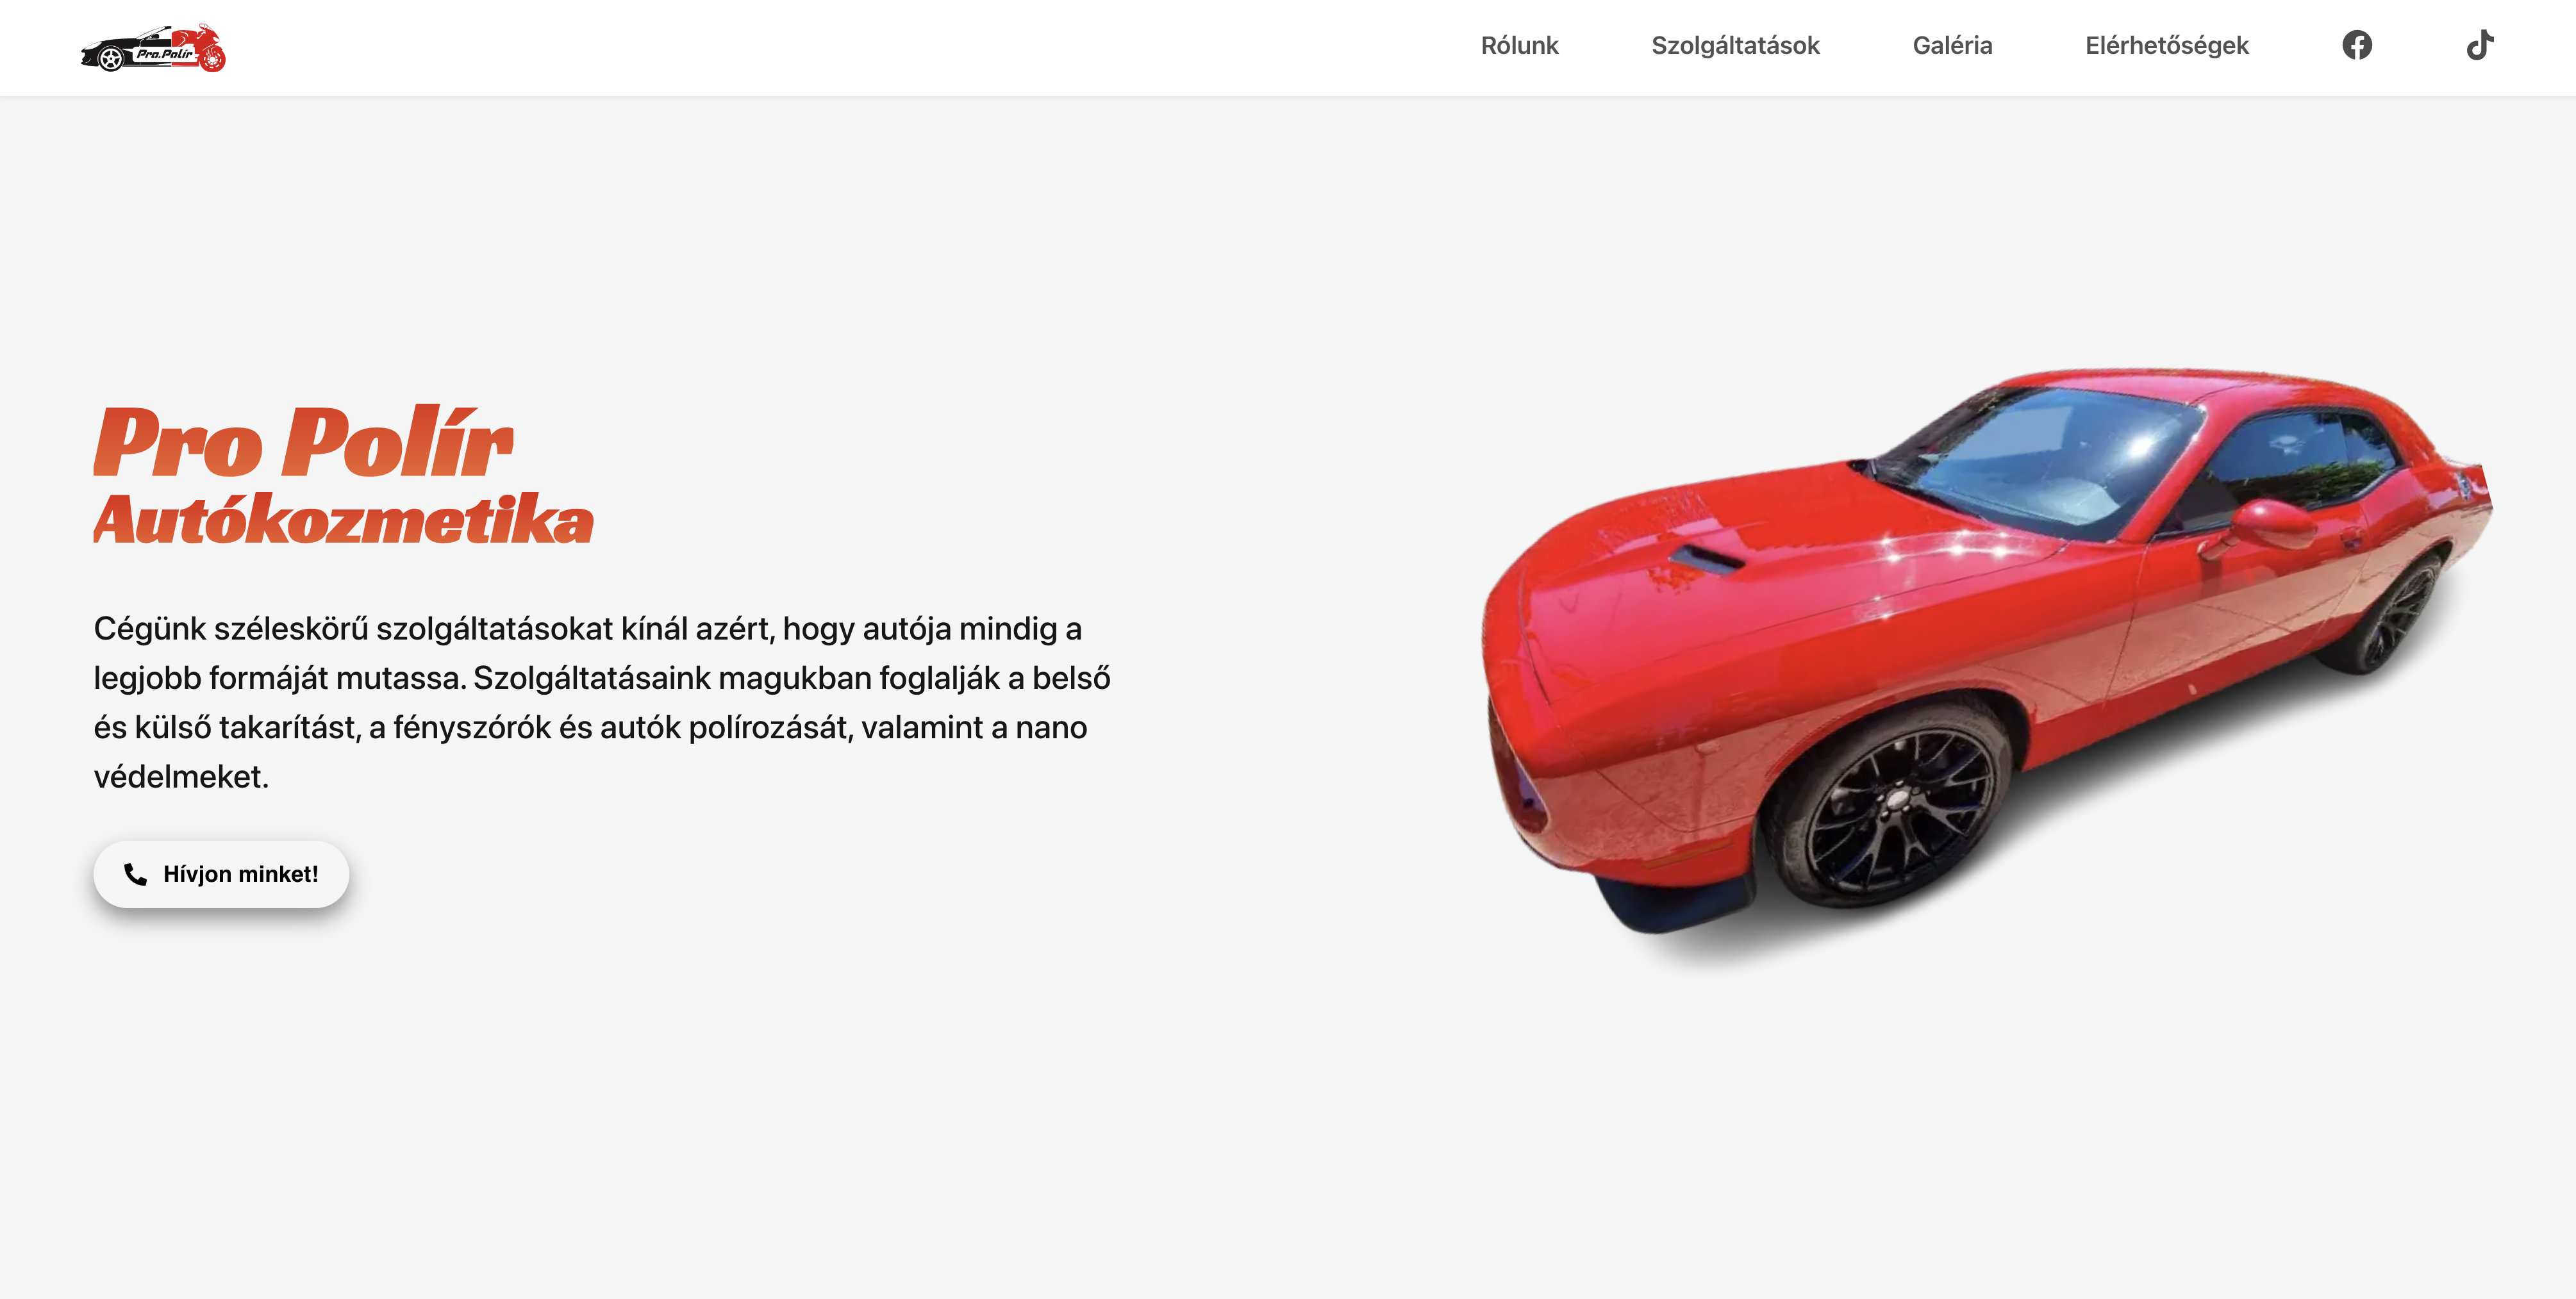 Pro.Polír
Rólunk
Szolgáltatások
Galéria
Elérhetőségek
Pro Polír
Autókozmetika
Cégünk széleskörű szolgáltatásokat kínál azért, hogy autója mindig a
legjobb formáját mutassa. Szolgáltatásaink magukban foglalják a belső
és külső takarítást, a fényszórók és autók polírozását, valamint a nano
védelmeket.
Hívjon minket!